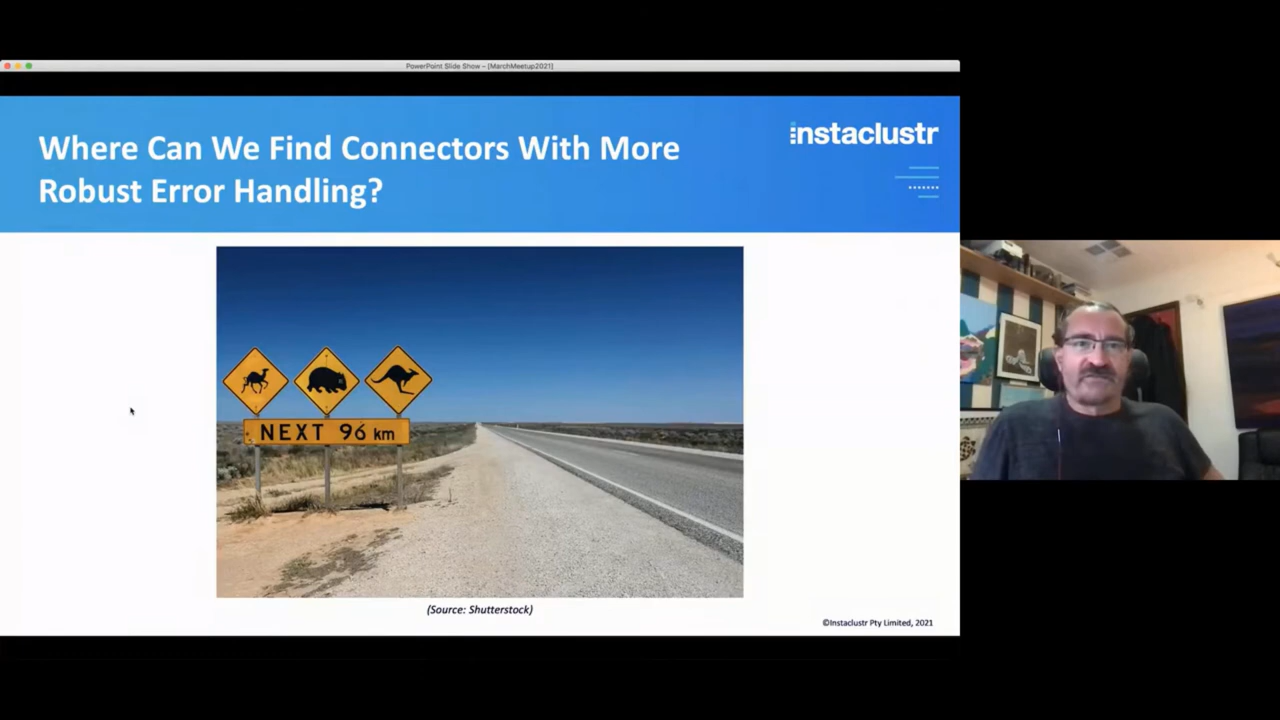 PowerPoint Slide Show – [MarchMeetup2021]
Where Can We Find Connectors With More
Robust Error Handling?
instaclustr
NEXT 96 km
(Source: Shutterstock)
©Instaclustr Pty Limited, 2021